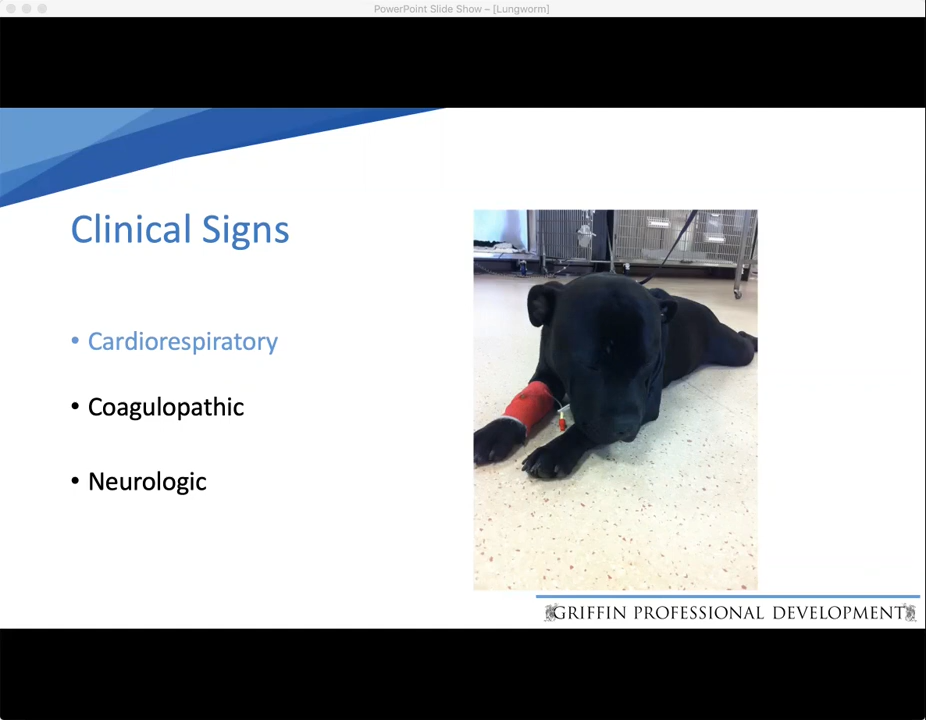 PowerPoint Slide Show – [Lungworm]
Clinical Signs
• Cardiorespiratory
• Coagulopathic
• Neurologic
GRIFFIN PROFESSIONAL DEVELOPMENT